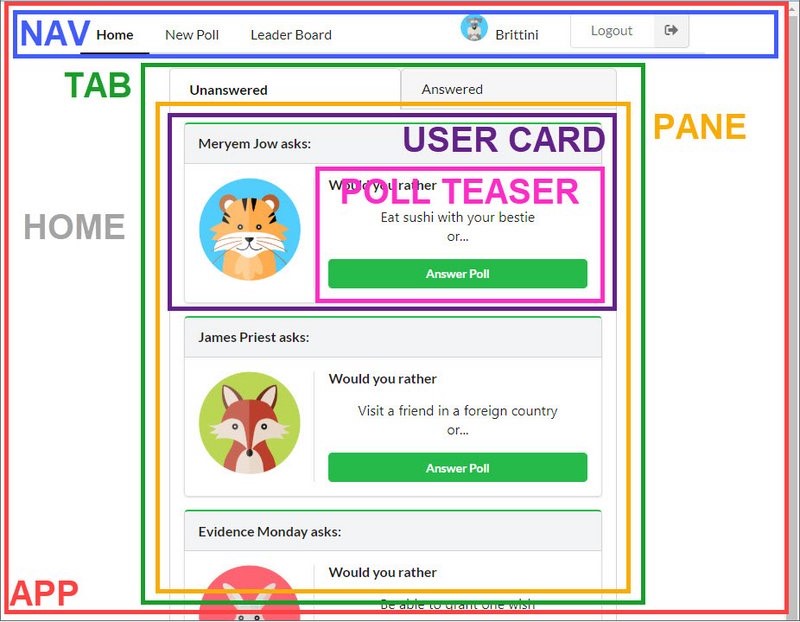 NAV
Home
New Poll
Leader Board
Brittini
Logout
TAB
Unanswered
Answered
PANE
Meryem Jow asks:
USER CARD
Would you rather
POLL TEASER
Eat sushi with your bestie
or...
Answer Poll
HOME
James Priest asks:
Would you rather
Visit a friend in a foreign country
or...
Answer Poll
Evidence Monday asks:
Would you rather
Be able to grant one wish
APP